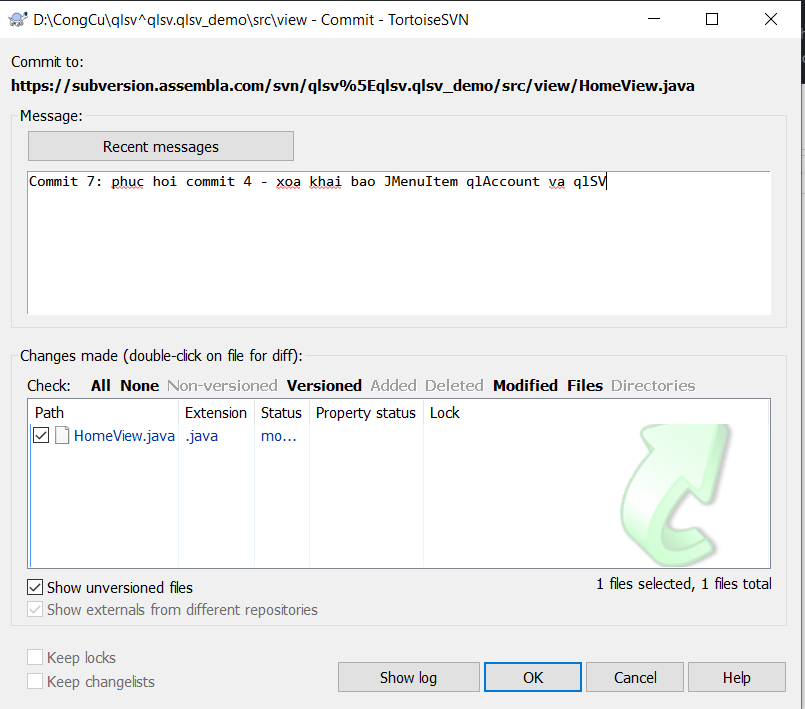 D:\CongCu\qlsv^qlsv.qlsv_demo\src\view - Commit - TortoiseSVN
Commit to:
https://subversion.assembla.com/svn/qlsv%5Eqlsv.qlsv_demo/src/view/HomeView.java
Message:
Recent messages
Commit 7: phuc hoi commit 4 - xoa khai bao JMenuItem qlAccount va qlSV
Changes made (double-click on file for diff):
Check: All None Non-versioned Versioned Added Deleted Modified Files Directories
Path Extension Status Property status Lock
HomeView.java .java mo...
Show unversioned files 1 files selected, 1 files total
Show externals from different repositories
Keep locks
Keep changelists
Show log OK Cancel Help